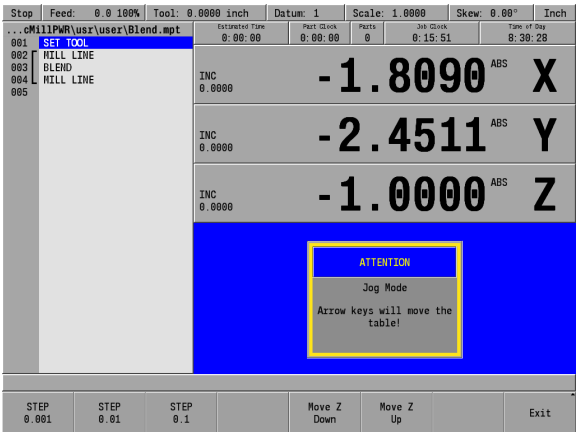 Stop Feed: 0.0 100% Tool: 0.0000 inch Datum: 1 Scale: 1.0000 Skew: 0.00° Inch
...cMillPWR\usr\user\Blend.mpt
Estimated Time Part Clock Parts Job Clock Time of Day
0:00:00 0:00:00 0 0:15:51 8:30:28
001 SET TOOL
002 MILL LINE
003 BLEND
004 MILL LINE
005
INC
0.0000
-1.8090 ABS X
INC
0.0000
-2.4511 ABS Y
INC
0.0000
-1.0000 ABS Z
ATTENTION
Jog Mode
Arrow keys will move the
table!
STEP
0.001
STEP
0.01
STEP
0.1
Move Z
Down
Move Z
Up
Exit